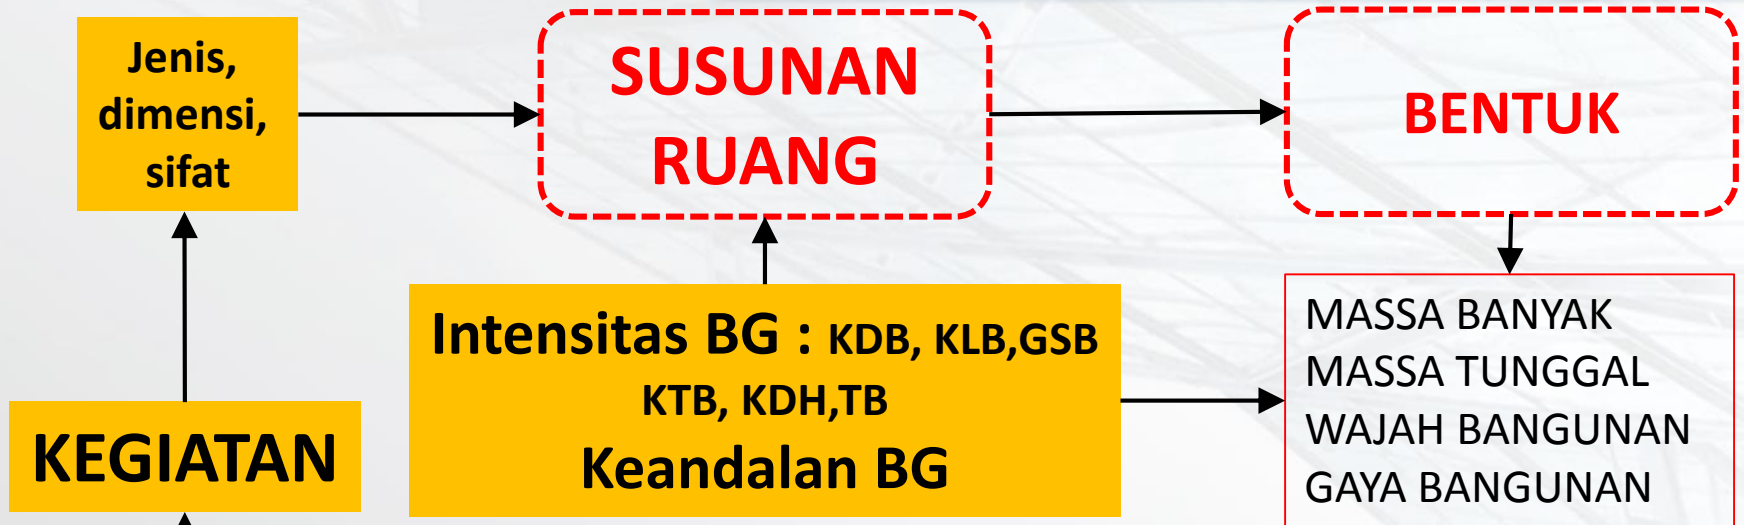 Jenis,
dimensi,
sifat
SUSUNAN
RUANG
BENTUK
KEGIATAN
Intensitas BG : KDB, KLB,GSB
KTB, KDH,TB
Keandalan BG
MASSA BANYAK
MASSA TUNGGAL
WAJAH BANGUNAN
GAYA BANGUNAN